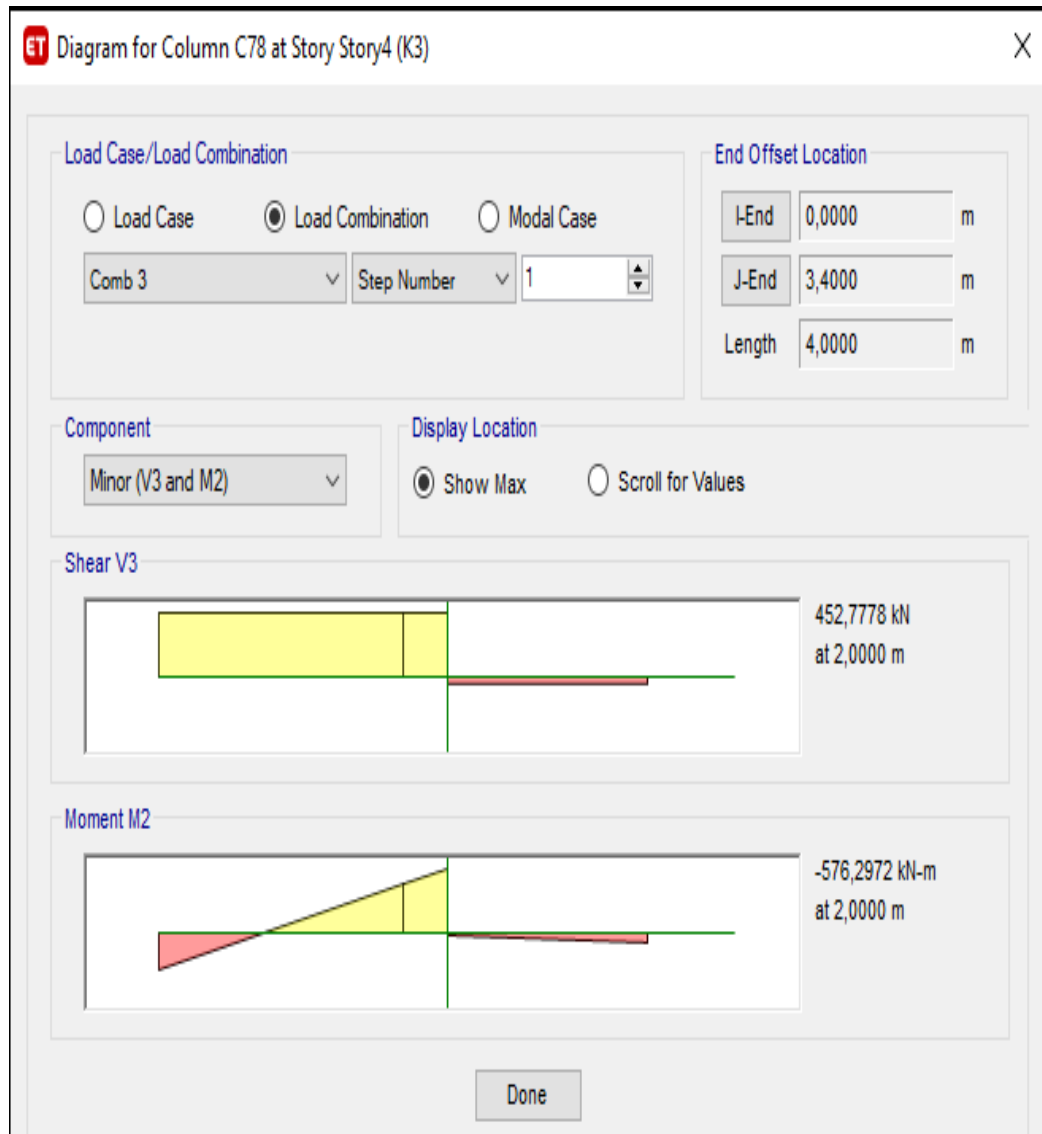 ET Diagram for Column C78 at Story Story4 (K3) X
Load Case/Load Combination
Load Case Load Combination Modal Case
Comb 3 Step Number 1
End Offset Location
I-End 0,0000 m
J-End 3,4000 m
Length 4,0000 m
Component
Minor (V3 and M2)
Display Location
Show Max Scroll for Values
Shear V3
452,7778 kN
at 2,0000 m
Moment M2
-576,2972 kN-m
at 2,0000 m
Done